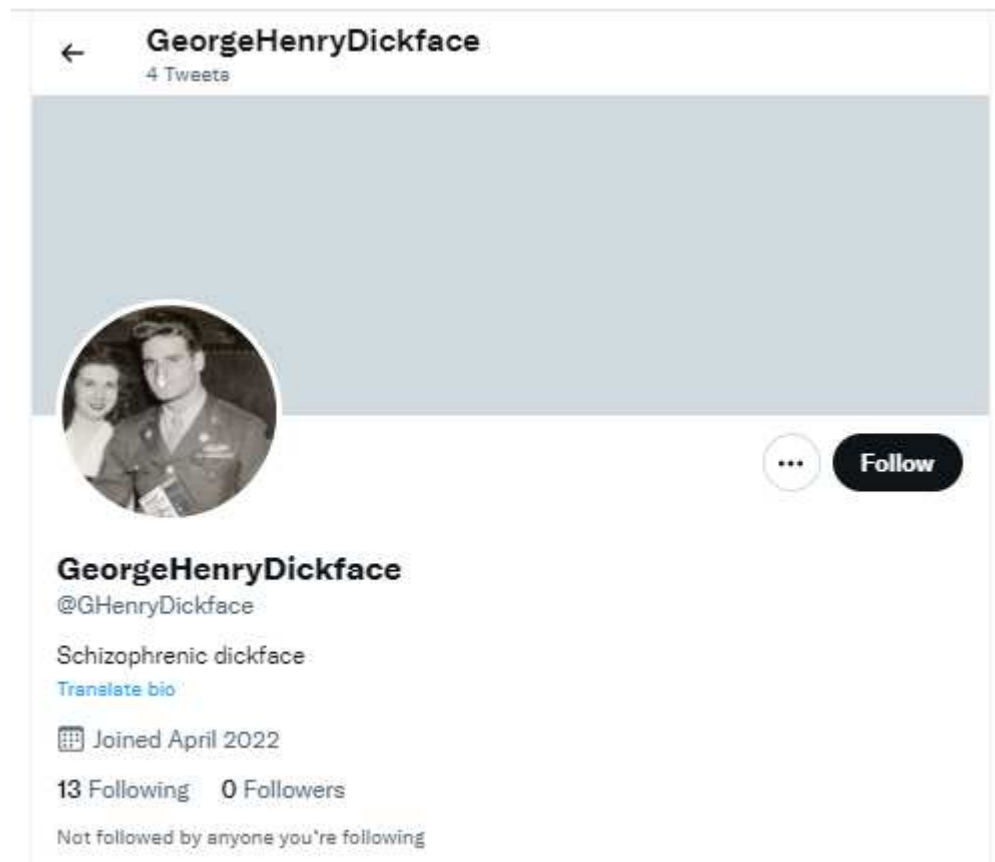 GeorgeHenryDickface
4 Tweets
Follow
GeorgeHenryDickface
@GHenryDickface
Schizophrenic dickface
Translate bio
Joined April 2022
13 Following 0 Followers
Not followed by anyone you're following